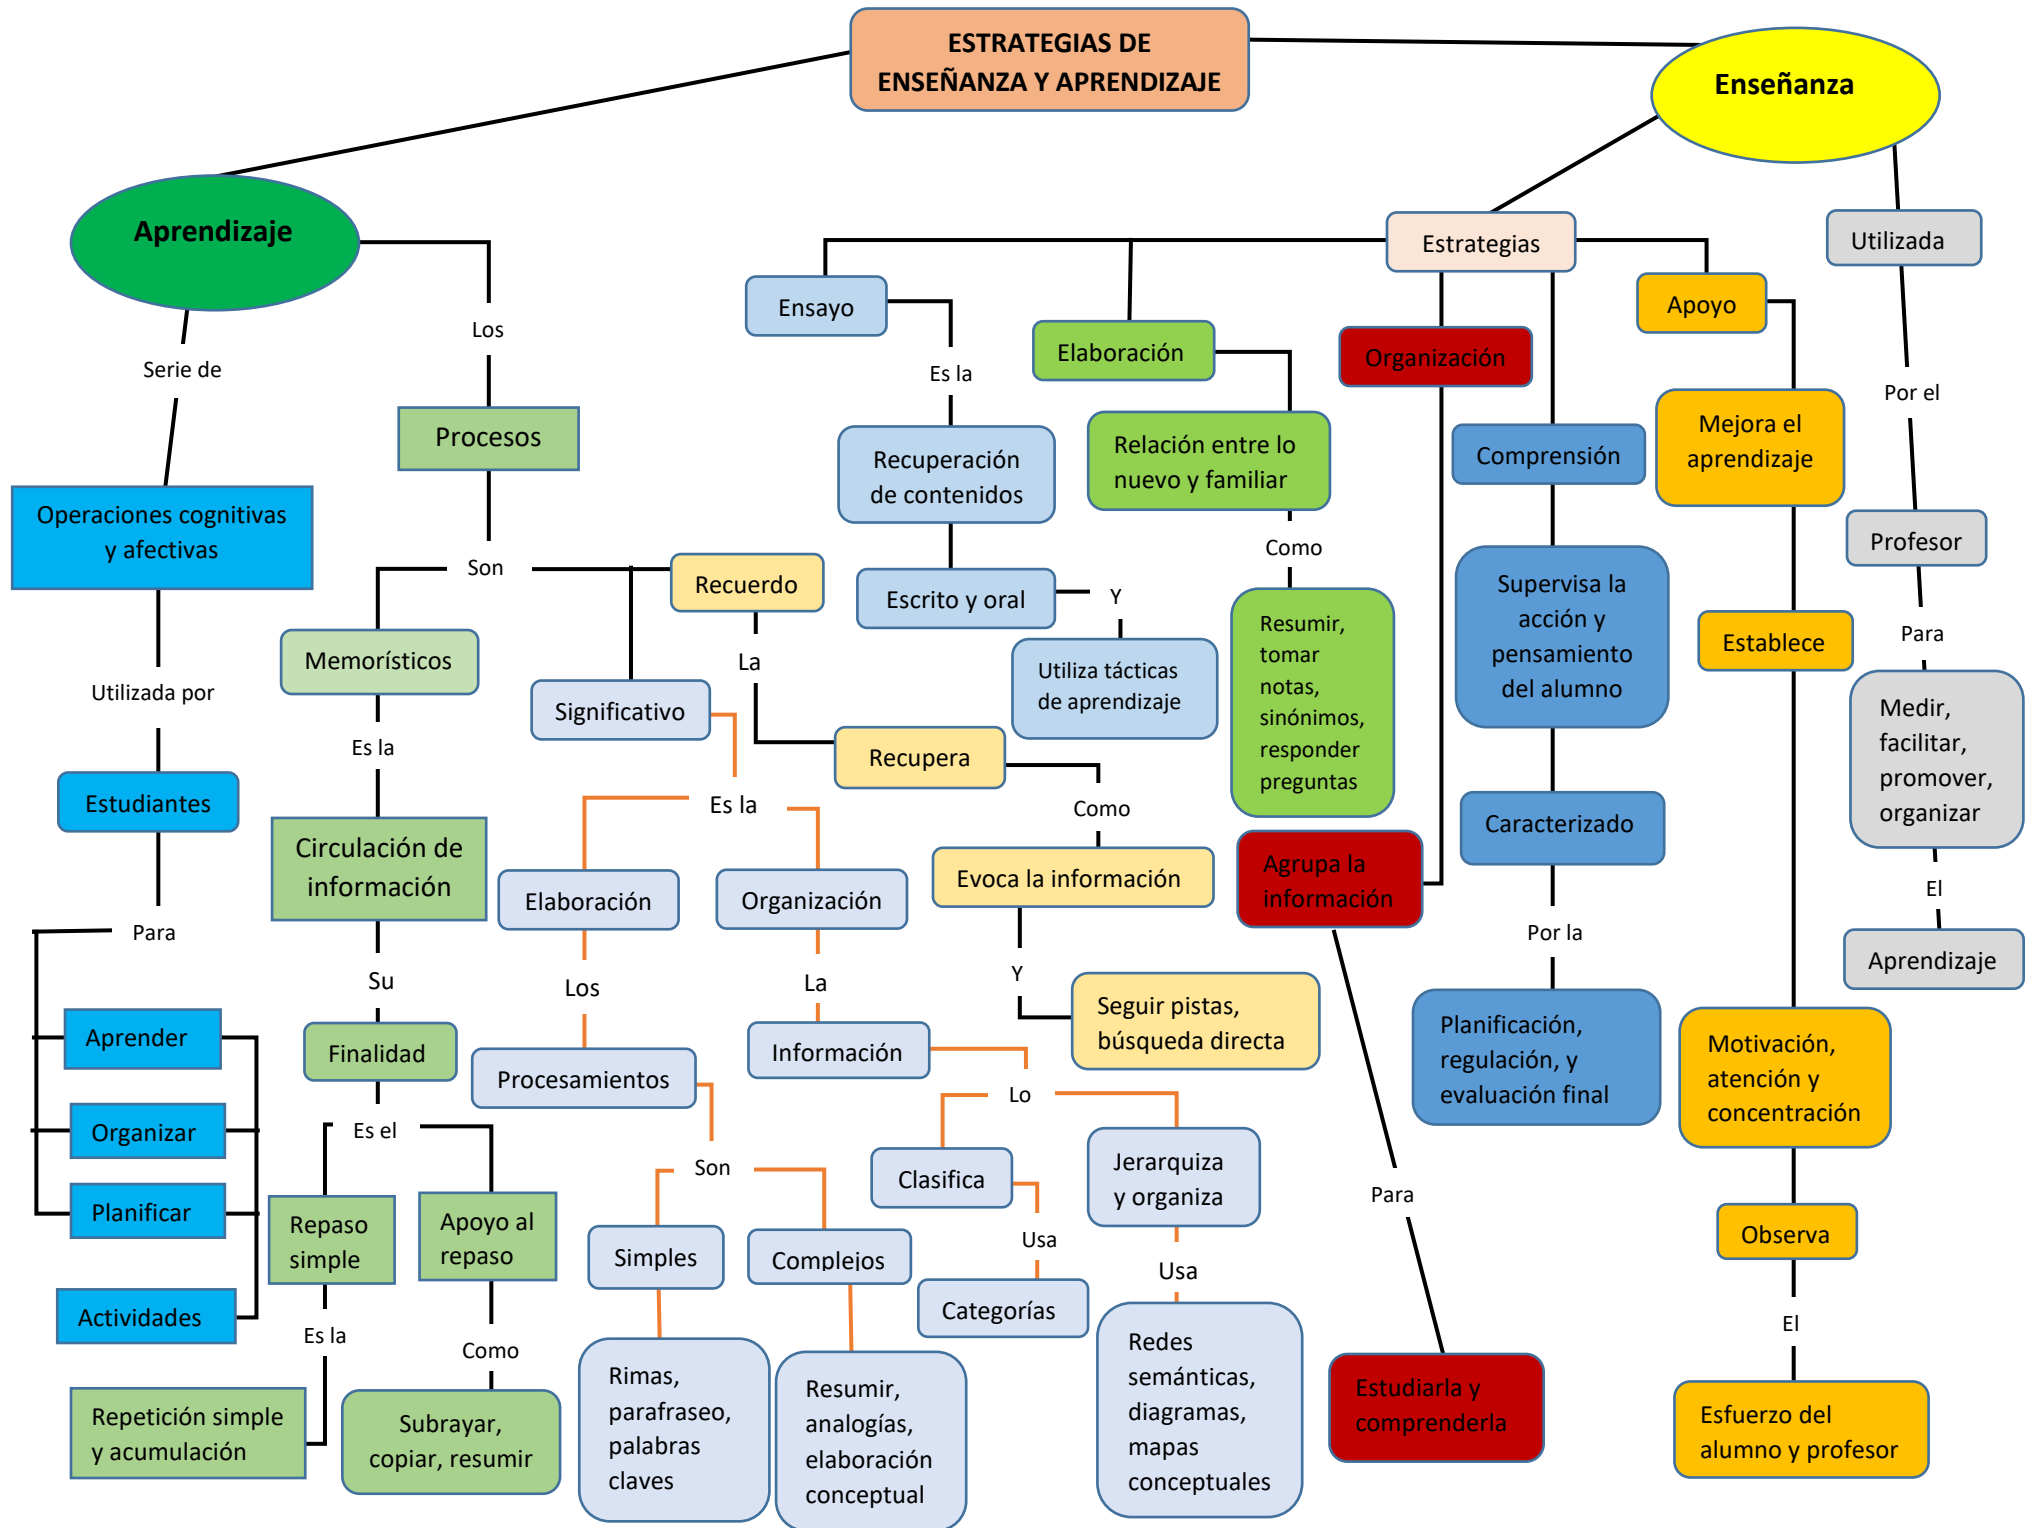 ESTRATEGIAS DE
ENSEÑANZA Y APRENDIZAJE
Enseñanza
Aprendizaje
Serie de
Operaciones cognitivas
y afectivas
Utilizada por
Estudiantes
Para
Aprender
Organizar
Planificar
Actividades
Los
Procesos
Son
Memorísticos
Es la
Circulación de
información
Su
Finalidad
Es el
Repaso
simple
Es la
Repetición simple
y acumulación
Apoyo al
repaso
Como
Subrayar,
copiar, resumir
Significativo
Es la
Elaboración
Los
Procesamientos
Son
Simples
Rimas,
parafraseo,
palabras
claves
Complejos
Resumir,
analogías,
elaboración
conceptual
Organización
La
Información
Lo
Clasifica
Usa
Categorías
Jerarquiza
y organiza
Usa
Redes
semánticas,
diagramas,
mapas
conceptuales
Recuerdo
La
Recupera
Como
Evoca la información
Y
Seguir pistas,
búsqueda directa
Estrategias
Ensayo
Es la
Recuperación
de contenidos
Escrito y oral
Y
Utiliza tácticas
de aprendizaje
Elaboración
Relación entre lo
nuevo y familiar
Como
Resumir,
tomar
notas,
sinónimos,
responder
preguntas
Organización
Agrupa la
información
Para
Estudiarla y
comprenderla
Comprensión
Supervisa la
acción y
pensamiento
del alumno
Caracterizado
Por la
Planificación,
regulación, y
evaluación final
Apoyo
Mejora el
aprendizaje
Establece
Motivación,
atención y
concentración
Observa
El
Esfuerzo del
alumno y profesor
Utilizada
Por el
Profesor
Para
Medir,
facilitar,
promover,
organizar
El
Aprendizaje